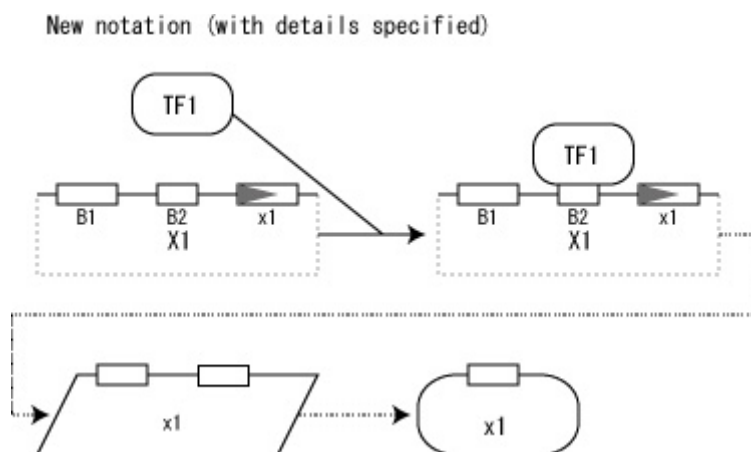 New notation (with details specified)
TF1
TF1
B1 B2 x1
X1
B1 B2 x1
X1
x1
x1